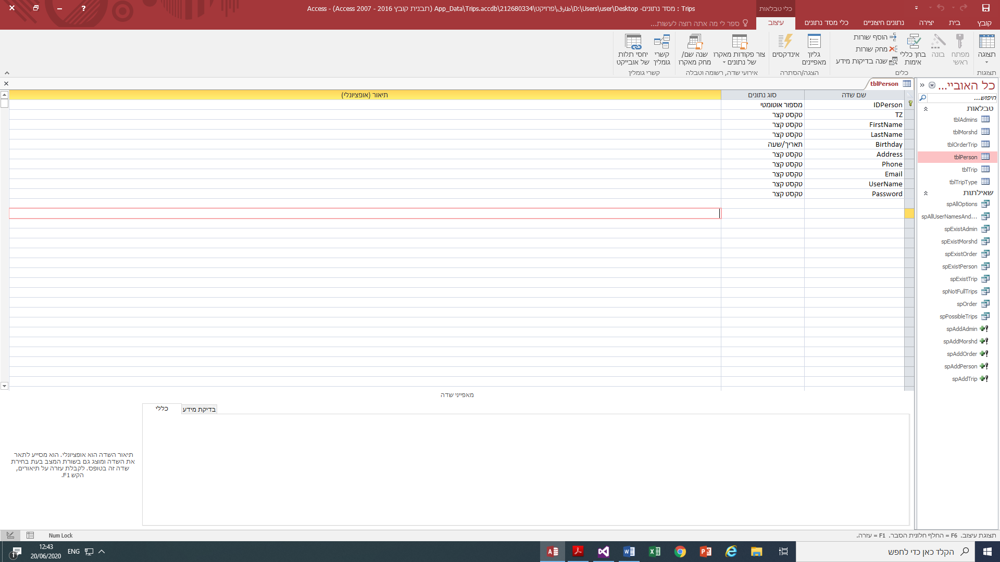 Trips : מסד נתונים- D:\Users\user\Desktop\طارق\פרויקט\212680334\App_Data\Trips.accdb (תבנית קובץ Access 2007 - 2016) - Access
כלי טבלאות
קובץ
בית
יצירה
נתונים חיצוניים
כלי מסד נתונים
עיצוב
ספר לי מה אתה רוצה לעשות...
תצוגה
מפתח ראשי
בונה
בחן כללי אימות
הוסף שורות
מחק שורות
שנה בדיקות מידע
גליון מאפיינים
אינדקסים
צור פקודות מאקרו של נתונים
שנה שם/ מחק מאקרו
קשרי גומלין
יחסי תלות של אובייקט
תצוגות
כלים
הצגה/הסתרה
אירועי שדה, רשומה וטבלה
קשרי גומלין
כל האוביי...
חיפוש...
טבלאות
tblAdmins
tblMorshd
tblOrderTrip
tblPerson
tblTrip
tblTripType
שאילתות
spAllOptions
spAllUserNamesAnd...
spExistAdmin
spExistMorshd
spExistOrder
spExistPerson
spExistTrip
spNotFullTrips
spOrder
spPossibleTrips
spAddAdmin
spAddMorshd
spAddOrder
spAddPerson
spAddTrip
tblPerson
שם שדה סוג נתונים תיאור (אופציונלי)
IDPerson מספור אוטומטי
TZ טקסט קצר
FirstName טקסט קצר
LastName טקסט קצר
Birthday תאריך/שעה
Address טקסט קצר
Phone טקסט קצר
Email טקסט קצר
UserName טקסט קצר
Password טקסט קצר
מאפייני שדה
בדיקת מידע
כללי
תיאור השדה הוא אופציונלי. הוא מסייע לתאר
את השדה ומוצג גם בשורת המצב בעת בחירת
שדה זה בטופס. לקבלת עזרה על תיאורים,
הקש F1.
תצוגת עיצוב. F6 = החלף חלונית הסבר. F1 = עזרה.
Num Lock
הקלד כאן כדי לחפש
ENG
12:43
20/06/2020
1